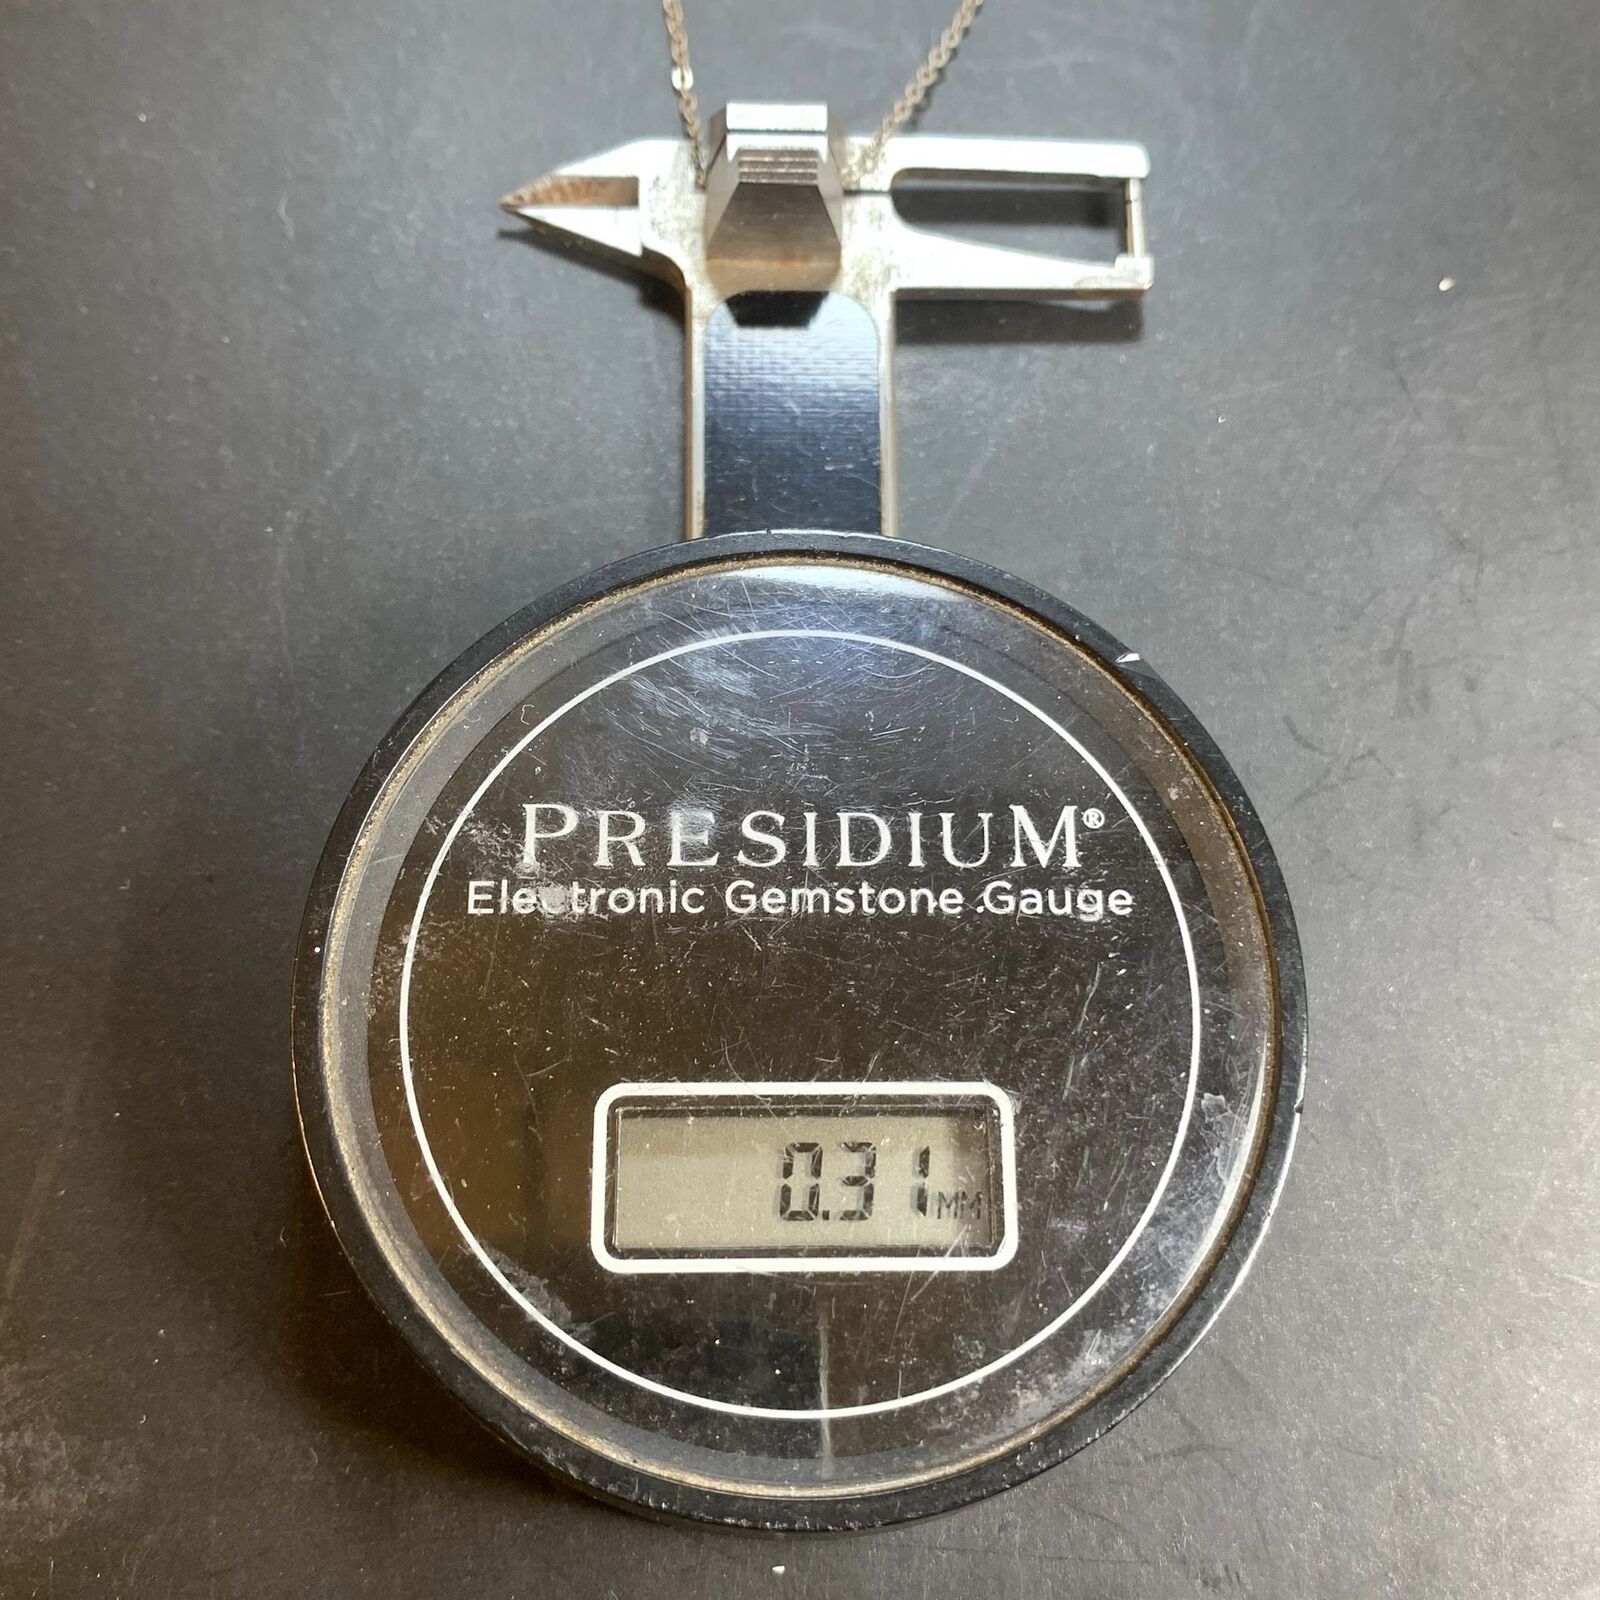 PRESIDIUM®
Electronic Gemstone Gauge
0.31 MM